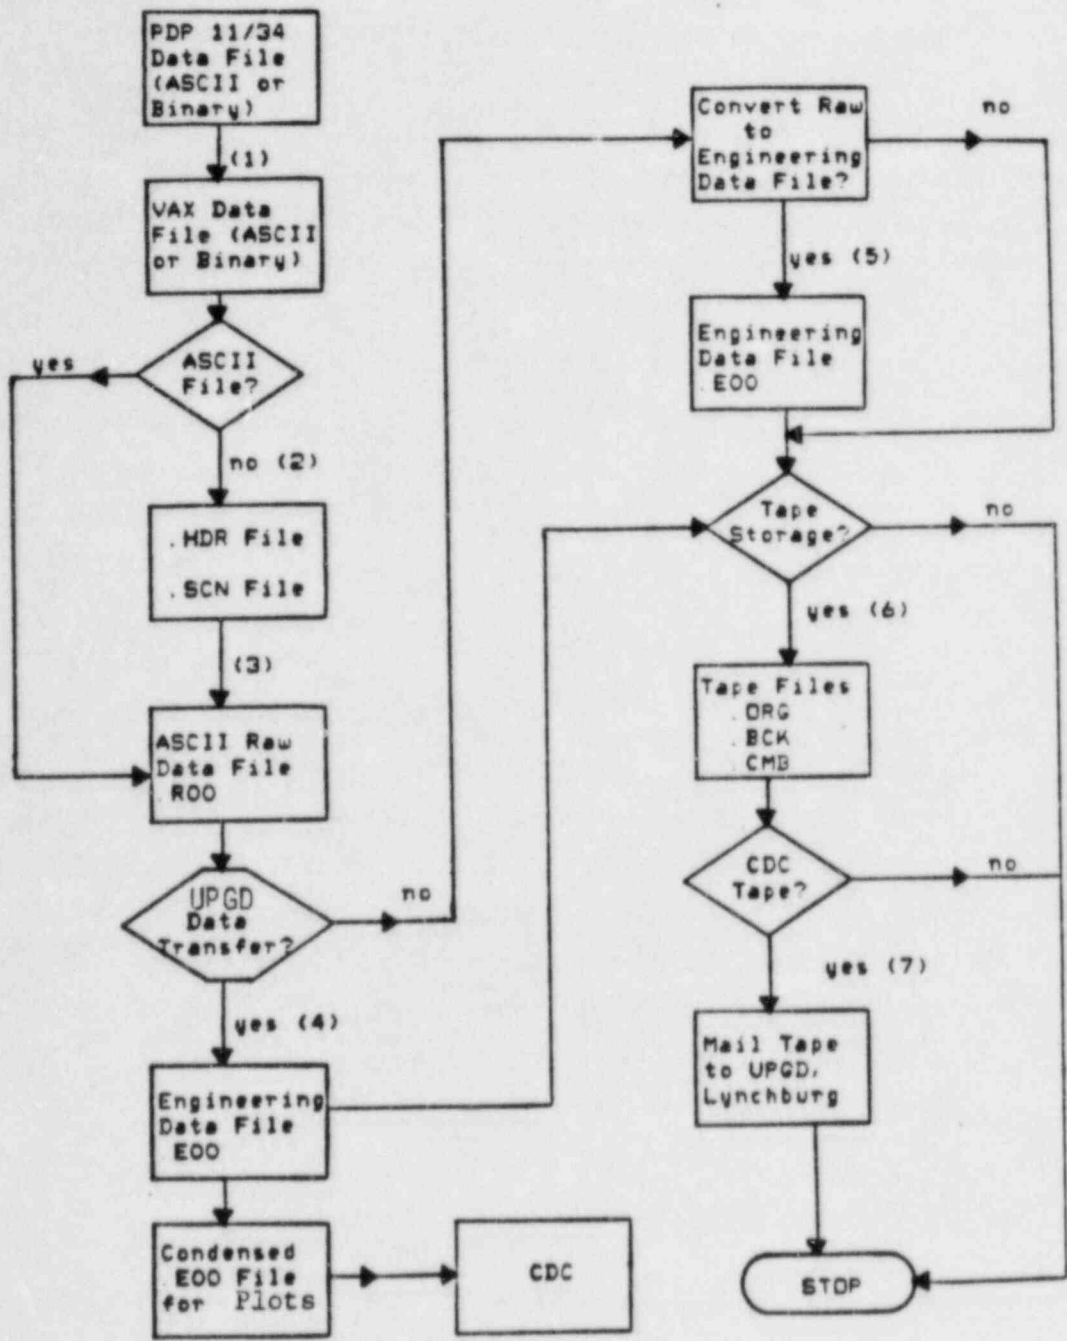 PDP 11/34
Data File
(ASCII or
Binary)
(1)
VAX Data
File (ASCII
or Binary)
ASCII
File?
yes
no (2)
.HDR File
.SCN File
(3)
ASCII Raw
Data File
.R00
UPGD
Data
Transfer?
no
yes (4)
Engineering
Data File
.E00
Condensed
.E00 File
for Plots
CDC
Convert Raw
to
Engineering
Data File?
no
yes (5)
Engineering
Data File
.E00
Tape
Storage?
no
yes (6)
Tape Files
.ORG
.BCK
.CMB
CDC
Tape?
no
yes (7)
Mail Tape
to UPGD,
Lynchburg
STOP